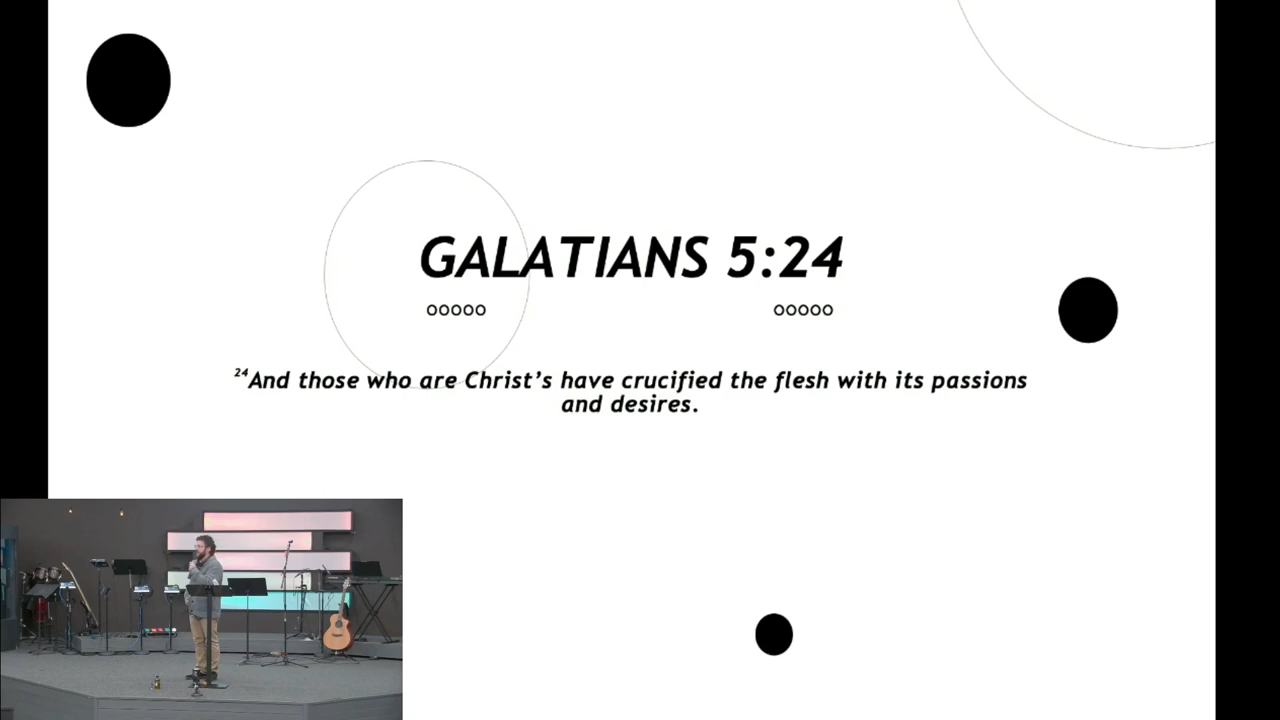 GALATIANS 5:24
ooooo ooooo
24And those who are Christ’s have crucified the flesh with its passions
and desires.